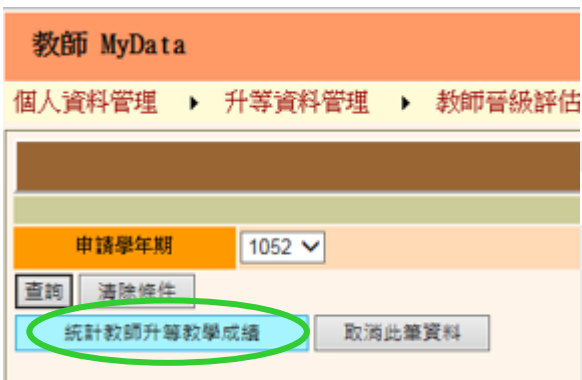 教師 MyData
個人資料管理 ▸ 升等資料管理 ▸ 教師晉級評估
申請學年期 1052
查詢 清除條件
統計教師升等教學成績 取消此筆資料